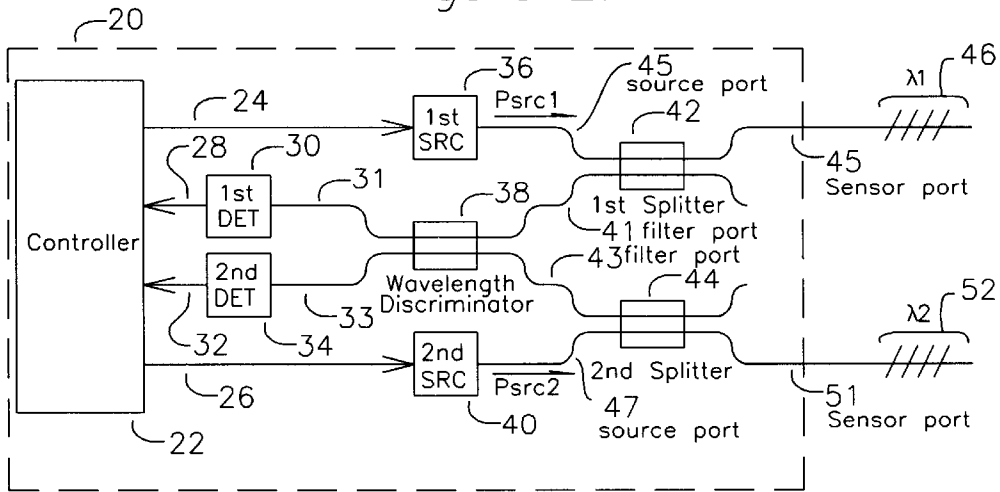 20
46
λ1
36
45
source port
Psrc1
42
24
1st
SRC
28
30
31
38
1st
DET
45
Sensor port
1st Splitter
41 filter port
43 filter port
Controller
44
Wavelength
Discriminator
2nd
DET
33
52
λ2
32
34
2nd
SRC
2nd Splitter
26
Psrc2
47
51
Sensor port
22
40
source port